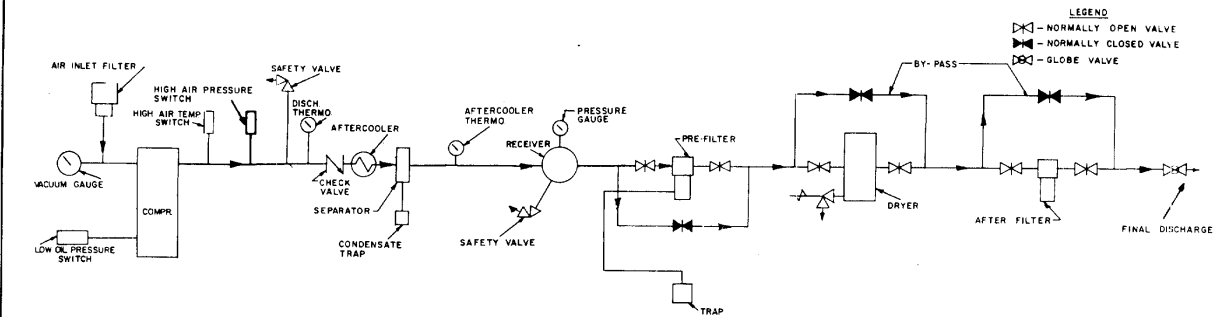 LEGEND
- NORMALLY OPEN VALVE
- NORMALLY CLOSED VALVE
- GLOBE VALVE
AIR INLET FILTER
SAFETY VALVE
HIGH AIR PRESSURE
SWITCH
HIGH AIR TEMP
SWITCH
DISCH.
THERMO.
AFTERCOOLER
AFTERCOOLER
THERMO.
PRESSURE
GAUGE
RECEIVER
PRE-FILTER
BY-PASS
VACUUM GAUGE
COMPR.
CHECK
VALVE
SEPARATOR
CONDENSATE
TRAP
SAFETY VALVE
DRYER
AFTER FILTER
FINAL DISCHARGE
LOW OIL PRESSURE
SWITCH
TRAP